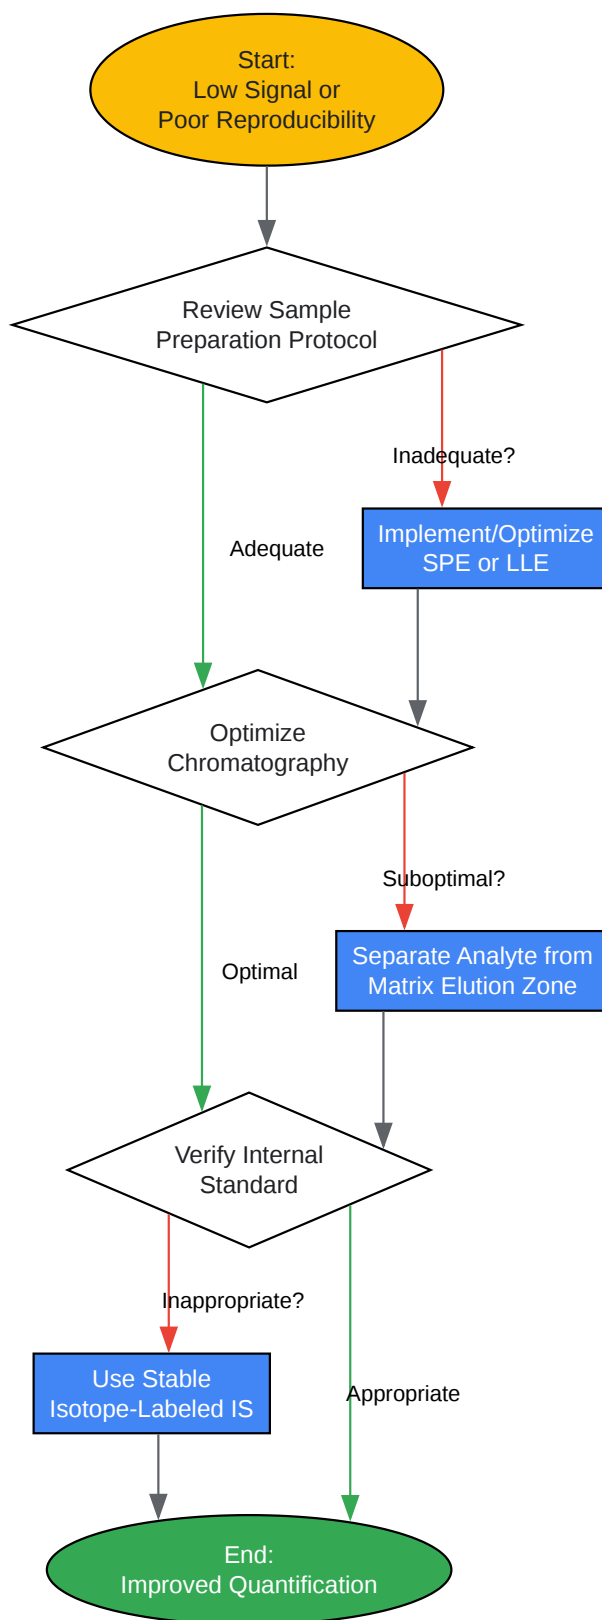 Start:
Low Signal or
Poor Reproducibility
Review Sample
Preparation Protocol
Inadequate?
Adequate
Implement/Optimize
SPE or LLE
Optimize
Chromatography
Suboptimal?
Optimal
Separate Analyte from
Matrix Elution Zone
Verify Internal
Standard
Inappropriate?
Appropriate
Use Stable
Isotope-Labeled IS
End:
Improved Quantification